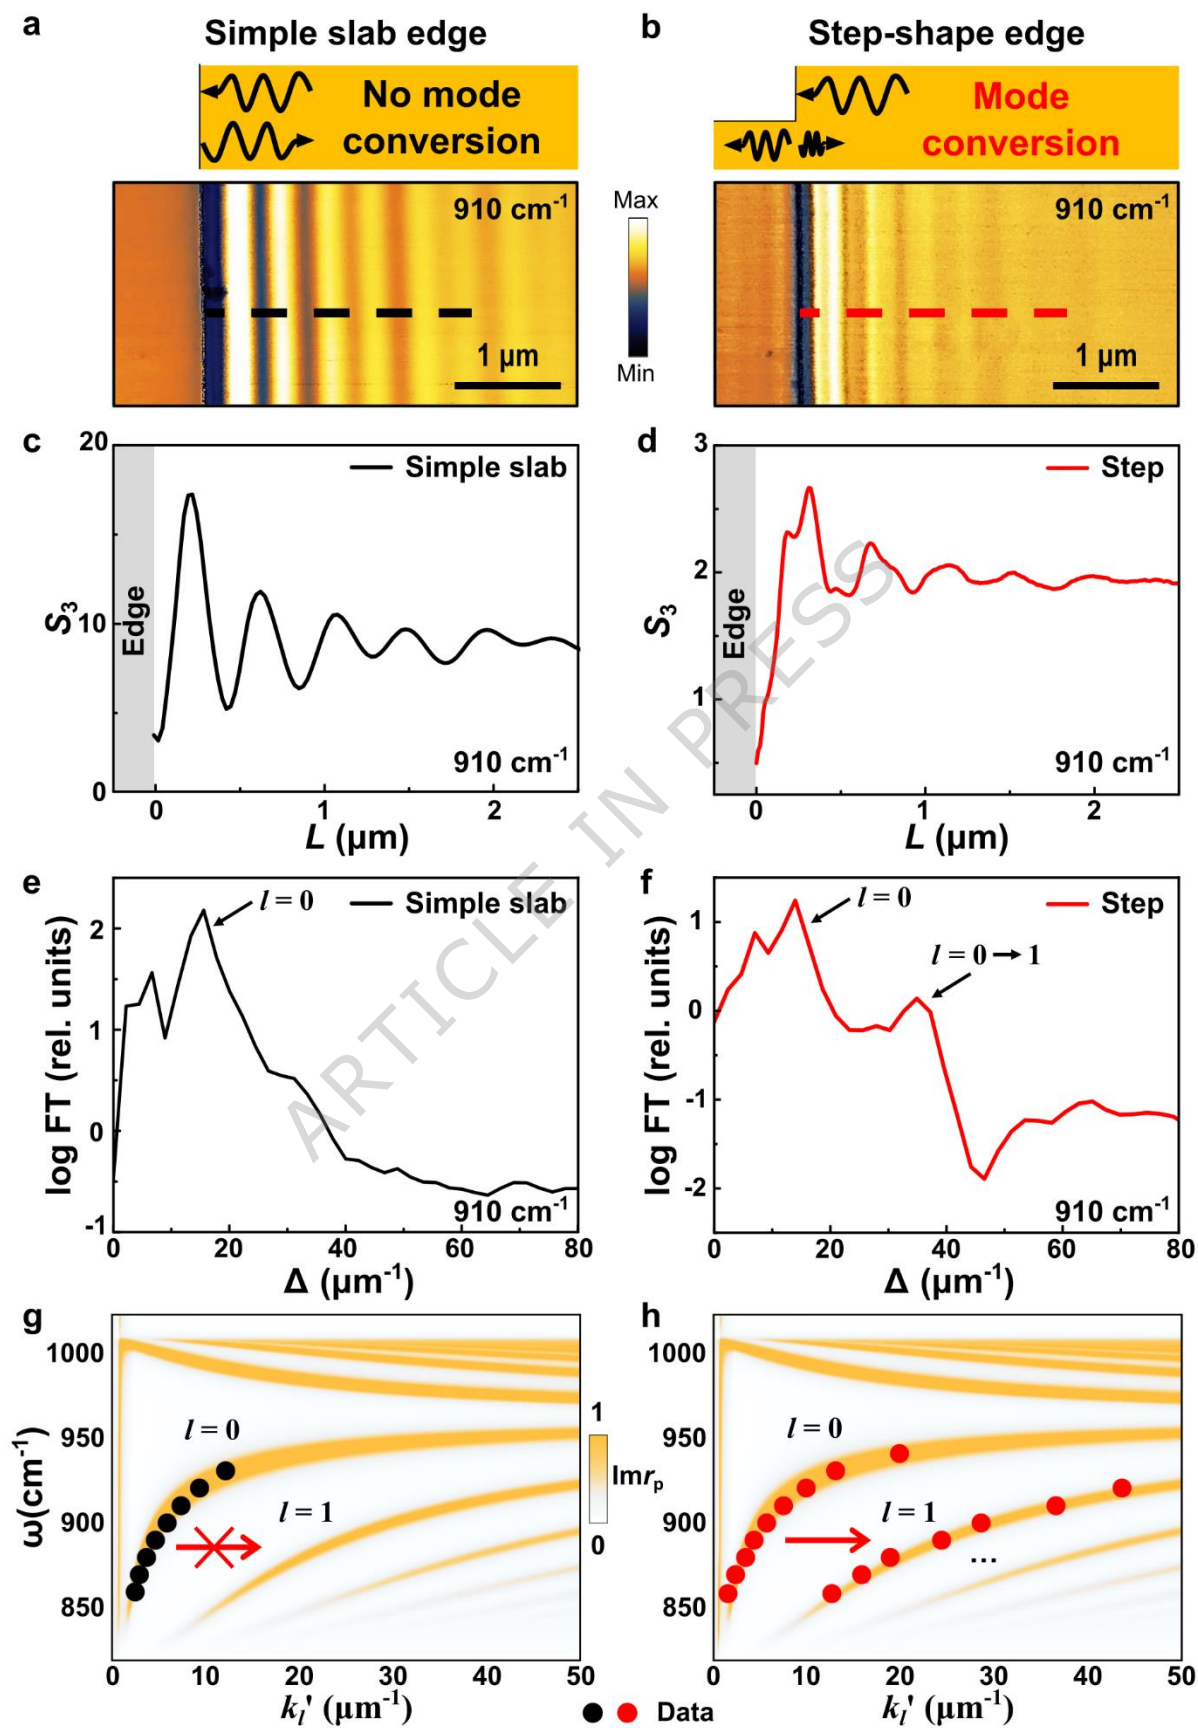 a
Simple slab edge
No mode
conversion
910 cm-1
1 μm
Max
Min
b
Step-shape edge
Mode
conversion
910 cm-1
1 μm
c
20
10
0
S3
Edge
Simple slab
910 cm-1
0 1 2
L (μm)
d
3
2
1
S3
Edge
Step
910 cm-1
0 1 2
L (μm)
e
2
1
0
-1
log FT (rel. units)
l = 0
Simple slab
910 cm-1
0 20 40 60 80
Δ (μm-1)
f
1
0
-1
-2
log FT (rel. units)
l = 0
l = 0→1
Step
910 cm-1
0 20 40 60 80
Δ (μm-1)
ARTICLE IN PRESS
g
1000
950
900
850
ω(cm-1)
l = 0
l = 1
0 10 20 30 40 50
kl' (μm-1)
1
Imrp
0
h
1000
950
900
850
l = 0
l = 1
...
0 10 20 30 40 50
kl' (μm-1)
Data